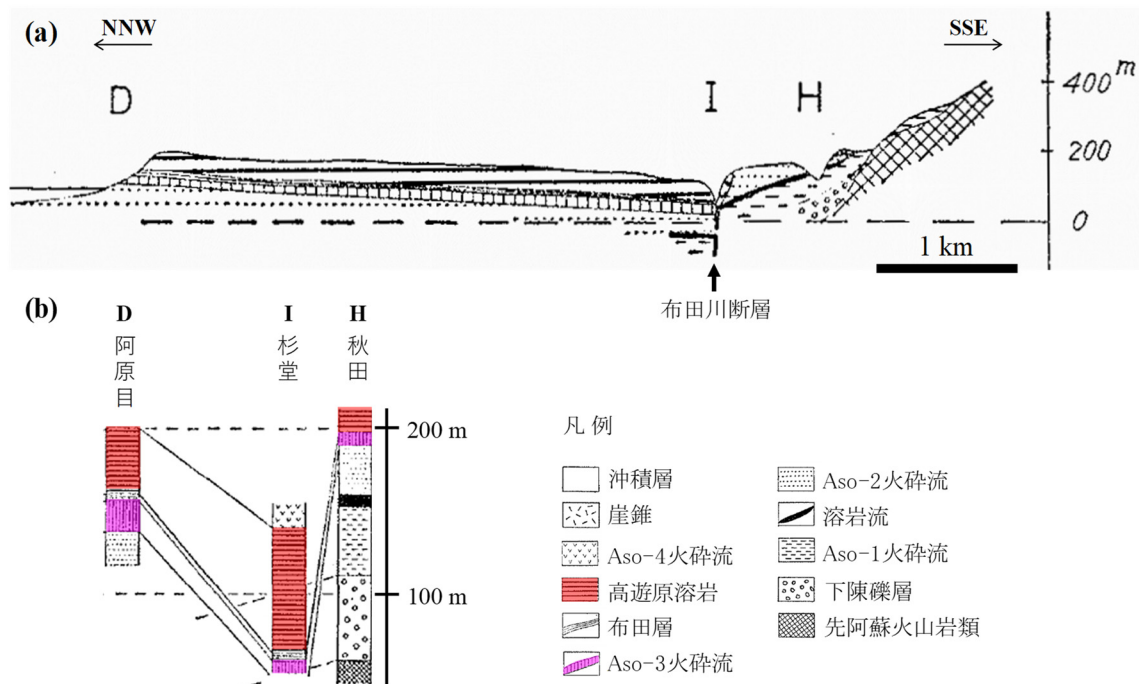 (a)
NNW
SSE
D
I
H
400 m
200
0
1 km
布田川断層
(b)
D
阿原目
I
杉堂
H
秋田
200 m
100 m
凡例
沖積層
崖錐
Aso-4火砕流
高遊原溶岩
布田層
Aso-3火砕流
Aso-2火砕流
溶岩流
Aso-1火砕流
下陳礫層
先阿蘇火山岩類